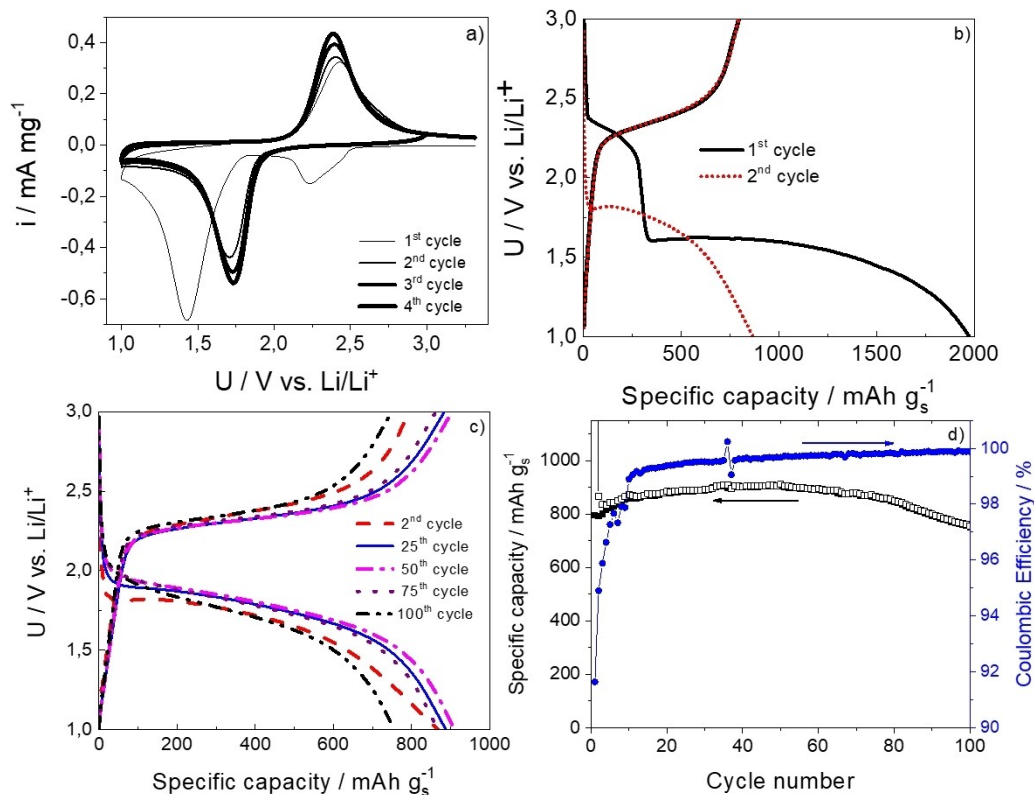 a)
0,4
0,2
0,0
-0,2
-0,4
-0,6
i / mA mg⁻¹
1ˢᵗ cycle
2ⁿᵈ cycle
3ʳᵈ cycle
4ᵗʰ cycle
1,0 1,5 2,0 2,5 3,0
U / V vs. Li/Li⁺
b)
3,0
2,5
2,0
1,5
1,0
U / V vs. Li/Li⁺
1ˢᵗ cycle
2ⁿᵈ cycle
0 500 1000 1500 2000
Specific capacity / mAh gₛ⁻¹
c)
3,0
2,5
2,0
1,5
1,0
U / V vs. Li/Li⁺
2ⁿᵈ cycle
25ᵗʰ cycle
50ᵗʰ cycle
75ᵗʰ cycle
100ᵗʰ cycle
0 200 400 600 800 1000
Specific capacity / mAh gₛ⁻¹
d)
1000
800
600
400
200
0
Specific capacity / mAh gₛ⁻¹
100
98
96
94
92
90
Coulombic Efficiency / %
0 20 40 60 80 100
Cycle number